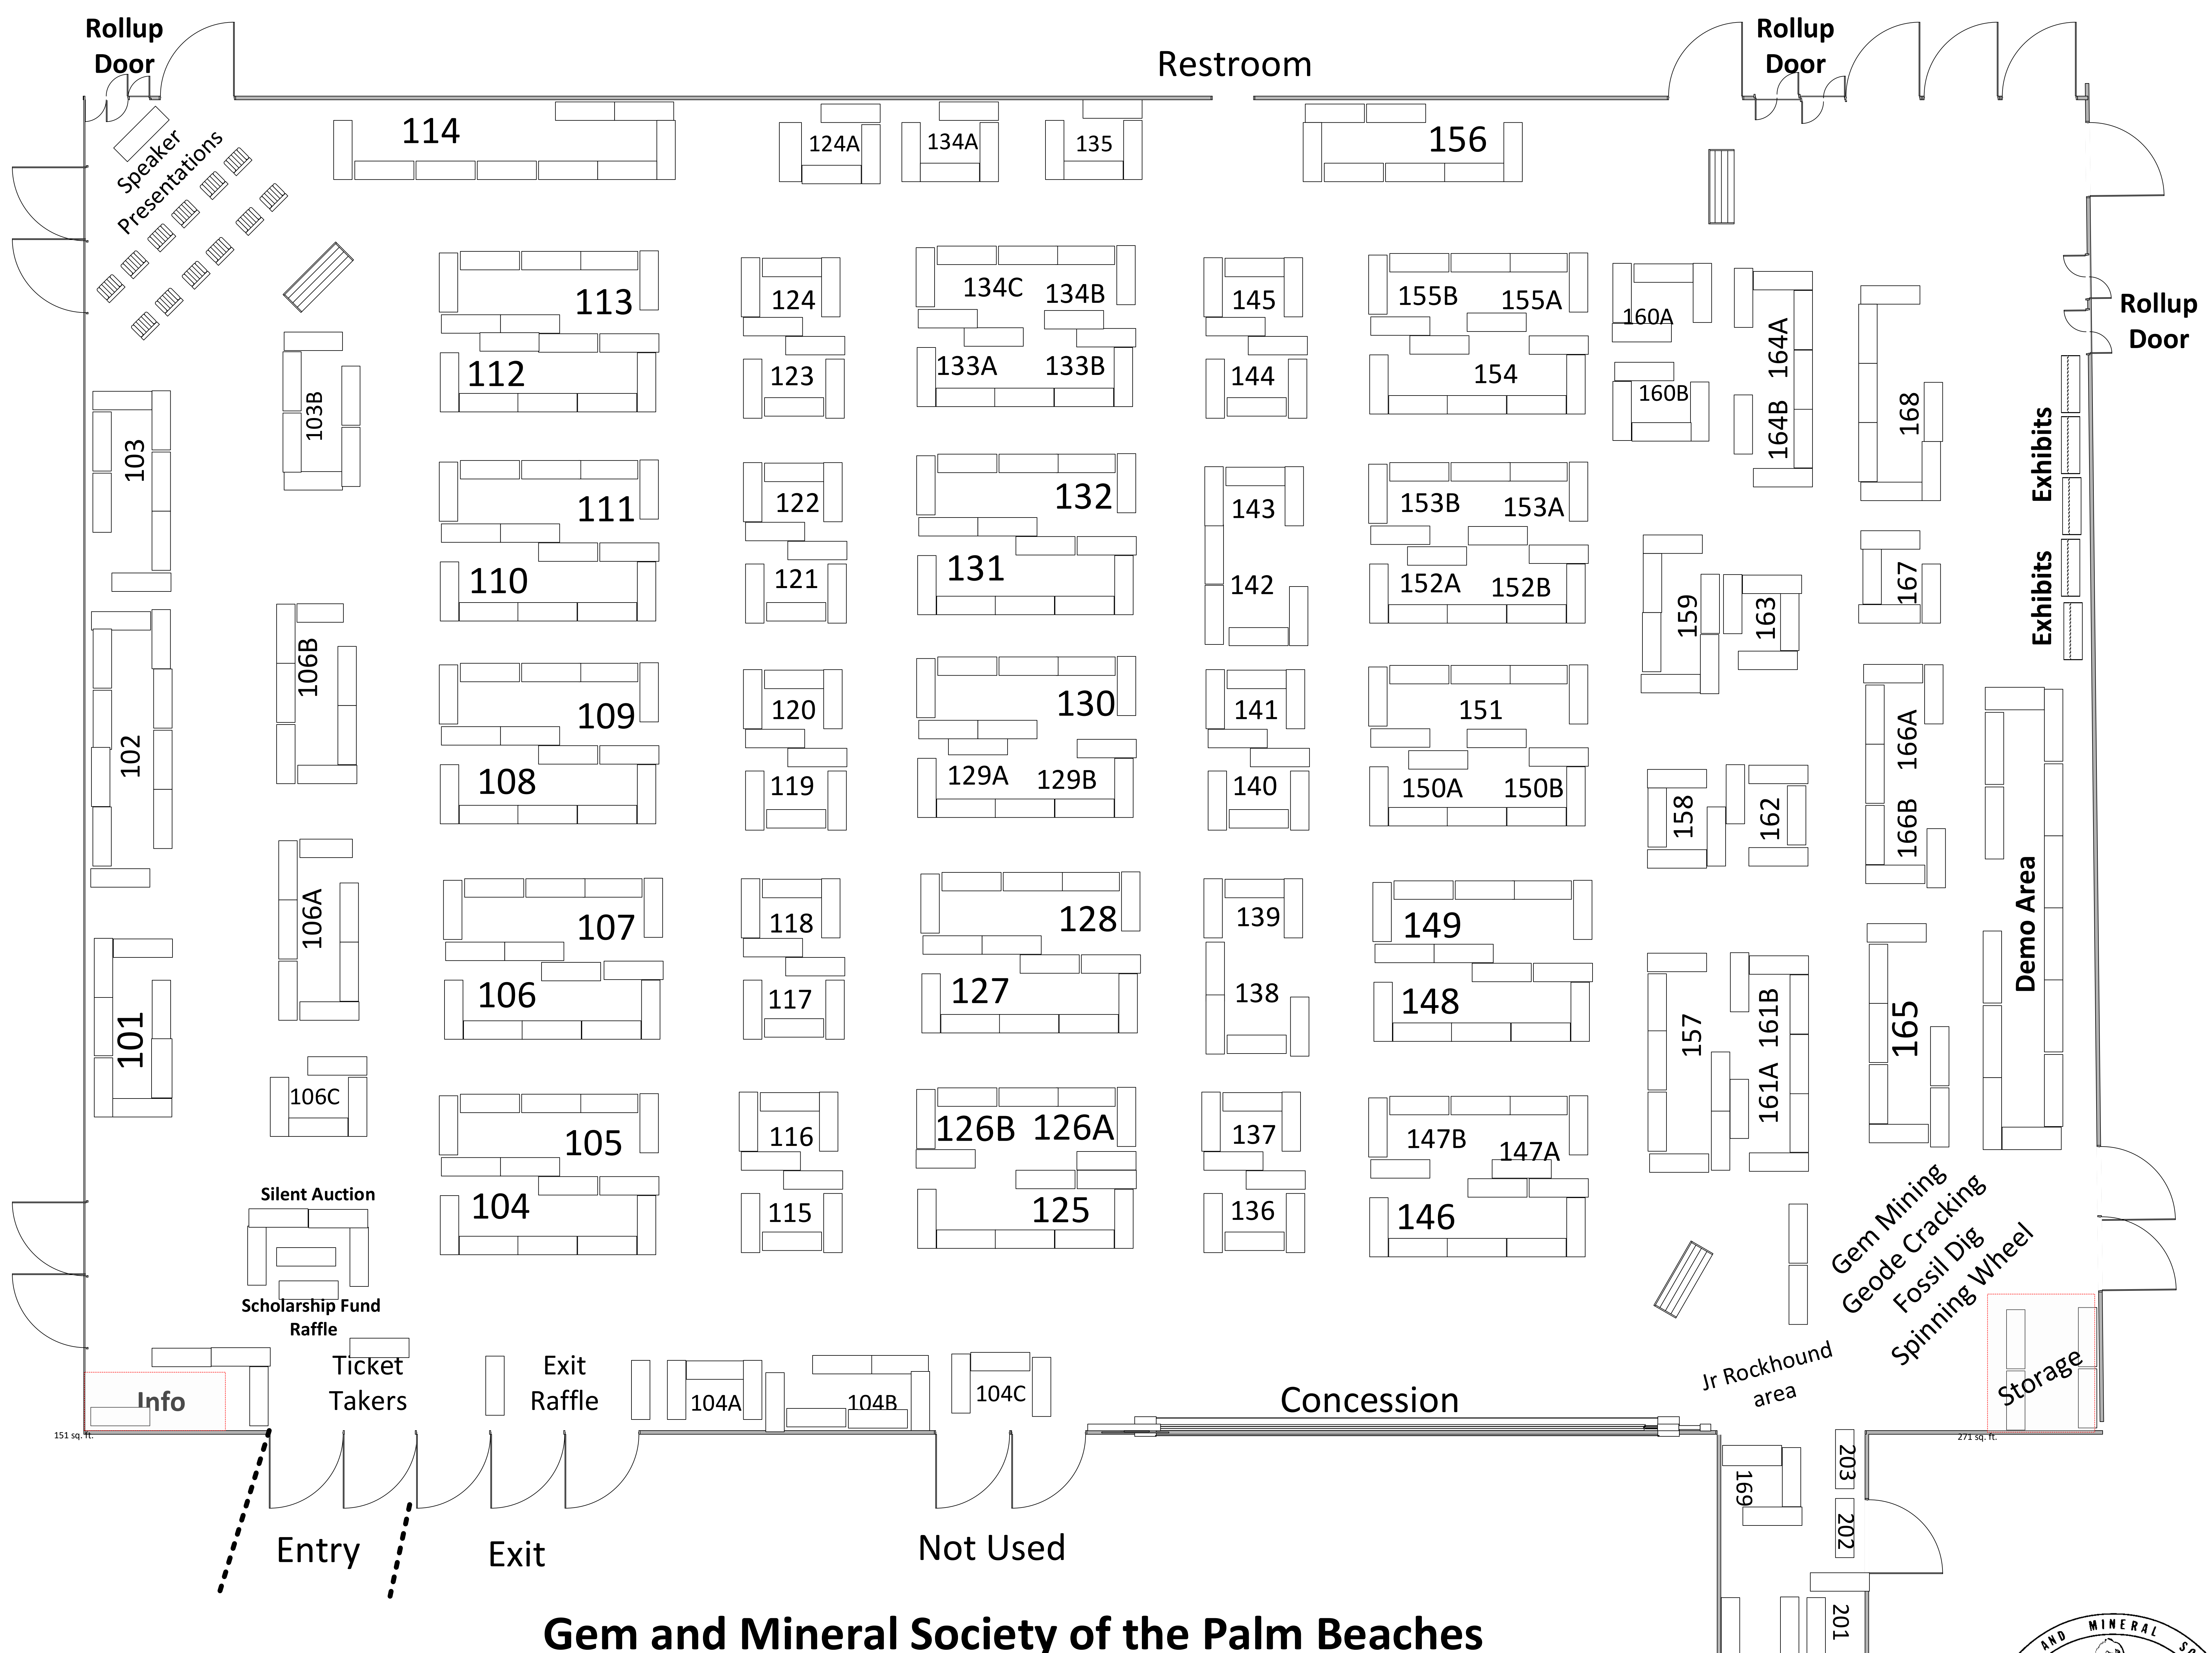 Rollup
Door
Restroom
Rollup
Door
Speaker
Presentations
114
124A
134A
135
156
113
124
134C
134B
145
155B
155A
160A
164A
Rollup
Door
112
123
133A
133B
144
154
160B
164B
168
103
103B
Exhibits
111
122
132
143
153B
153A
110
121
131
142
152A
152B
159
163
167
Exhibits
102
106B
109
120
130
141
151
166A
108
119
129A
129B
140
150A
150B
158
162
166B
Demo Area
106A
107
118
128
139
149
101
106
117
127
138
148
157
161B
161A
165
106C
105
116
126B
126A
137
147B
147A
Silent Auction
104
115
125
136
146
Gem Mining
Geode Cracking
Fossil Dig
Spinning Wheel
Scholarship Fund
Raffle
Ticket
Takers
Exit
Raffle
Info
104A
104B
104C
Concession
Jr Rockhound
area
Storage
151 sq. ft.
271 sq. ft.
169
203
202
201
Entry
Exit
Not Used
Gem and Mineral Society of the Palm Beaches
AND MINERAL